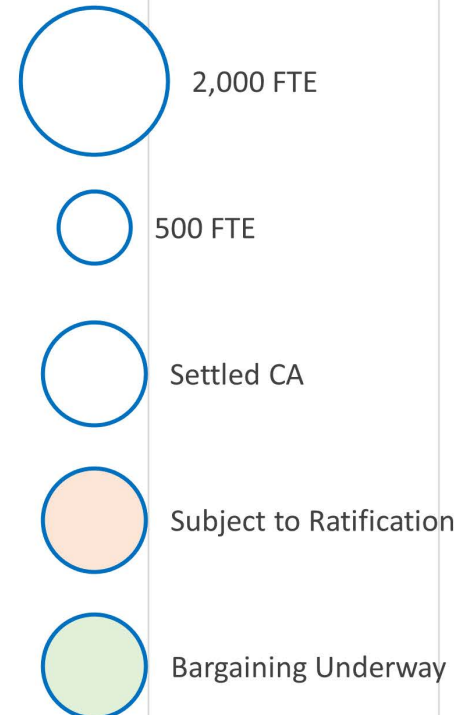 2,000 FTE
500 FTE
Settled CA
Subject to Ratification
Bargaining Underway